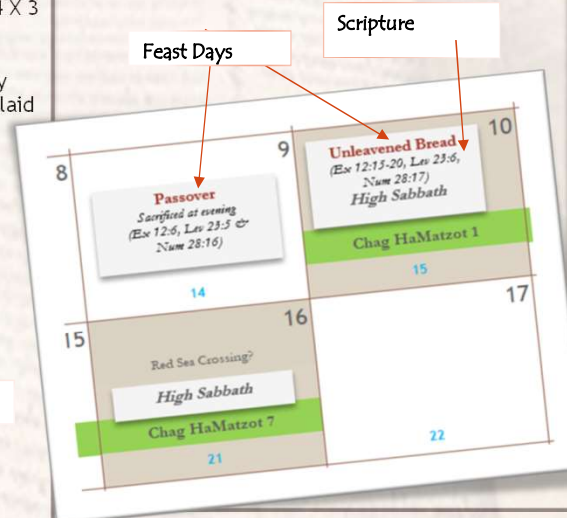 X 3
y
laid
Feast Days
Scripture
8
9
10
Passover
Sacrificed at evening
(Ex 12:6, Lev 23:5 &
Num 28:16)
14
Unleavened Bread
(Ex 12:15-20, Lev 23:6,
Num 28:17)
High Sabbath
Chag HaMatzot 1
15
15
16
17
Red Sea Crossing?
High Sabbath
Chag HaMatzot 7
21
22